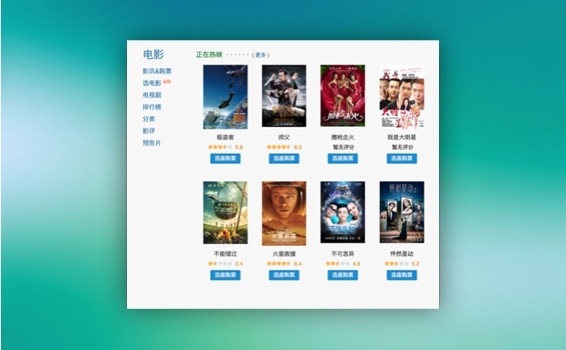 电影
正在热映 · · · · · · (更多)
影讯&购票
选电影
电视剧
排行榜
分类
影评
预告片
极盗者 师父 擦枪走火 我是大明星
6.8 8.3 暂无评分 暂无评分
选座购票 选座购票 选座购票 选座购票
不能错过 火星救援 不可思异 怦然星动
2.4 8.4 4.8 5.2
选座购票 选座购票 选座购票 选座购票